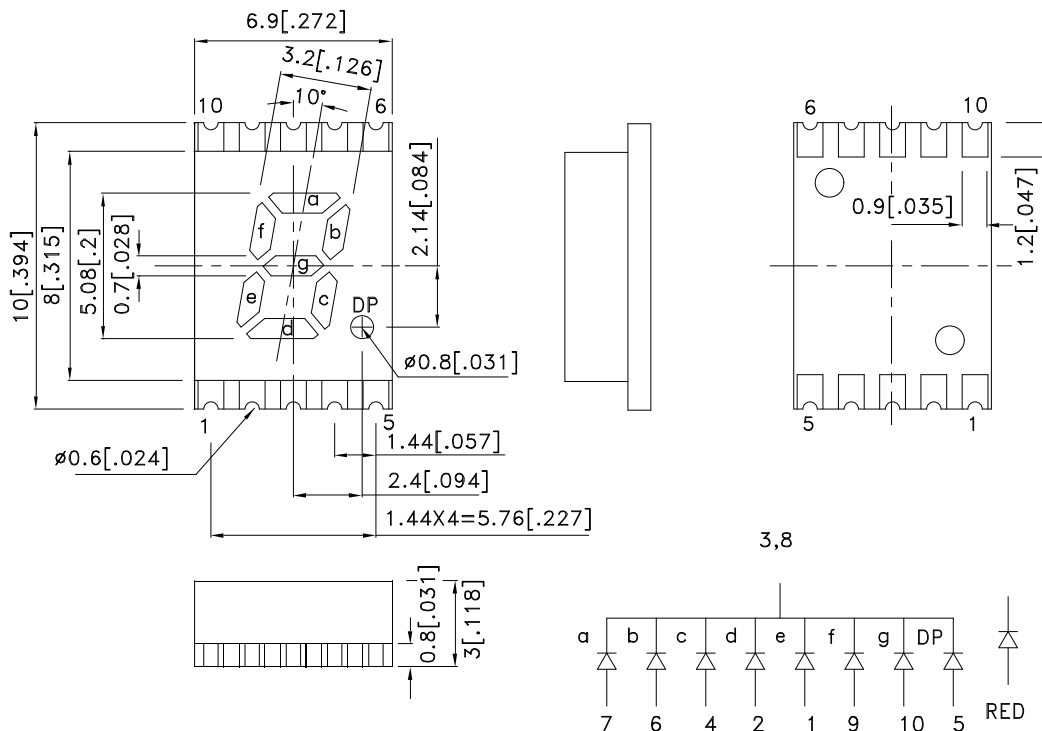 6.9[.272]
3.2[.126]
10°
10
6
6
10
a
f
b
g
e
c
d
DP
10[.394]
8[.315]
5.08[.2]
0.7[.028]
2.14[.084]
0.9[.035]
1.2[.047]
ø0.8[.031]
1
5
5
1
ø0.6[.024]
1.44[.057]
2.4[.094]
1.44X4=5.76[.227]
0.8[.031]
3[.118]
3,8
a b c d e f g DP
7 6 4 2 1 9 10 5
RED